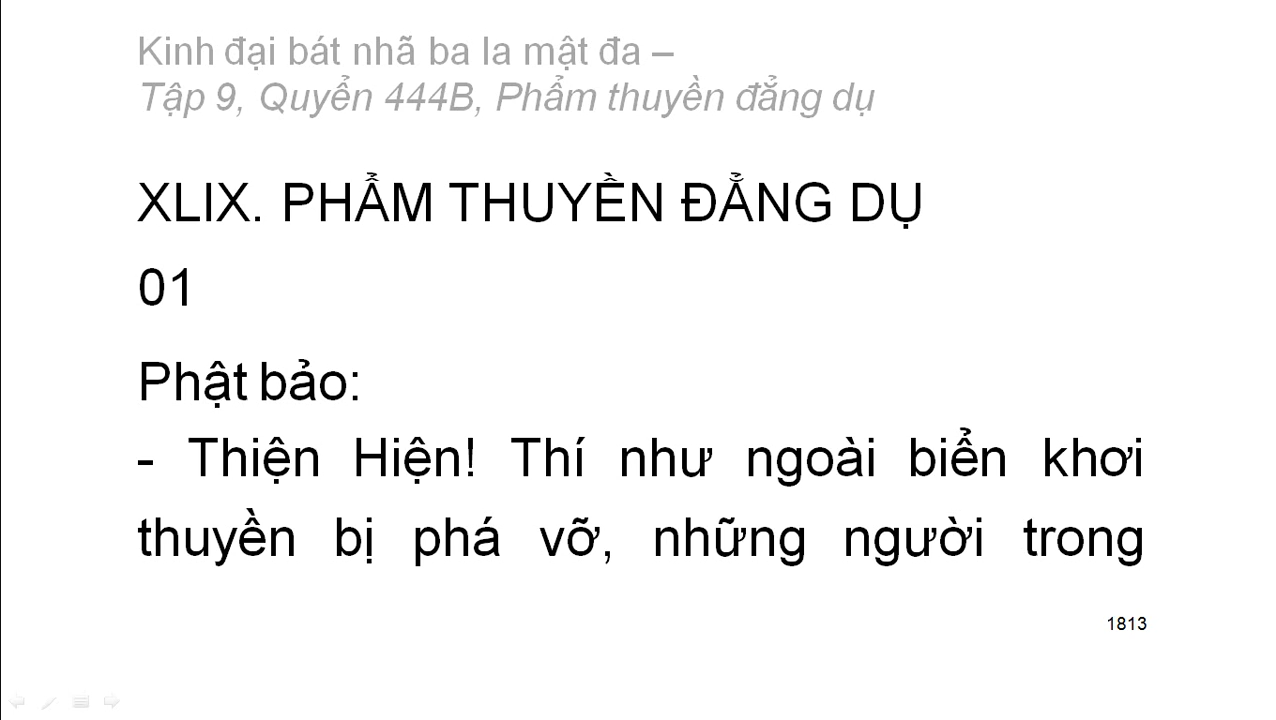 Kinh đại bát nhã ba la mật đa –
Tập 9, Quyển 444B, Phẩm thuyền đẳng dụ
XLIX. PHẨM THUYỀN ĐẲNG DỤ
01
Phật bảo:
- Thiện Hiện! Thí như ngoài biển khơi
thuyền bị phá vỡ, những người trong
1813